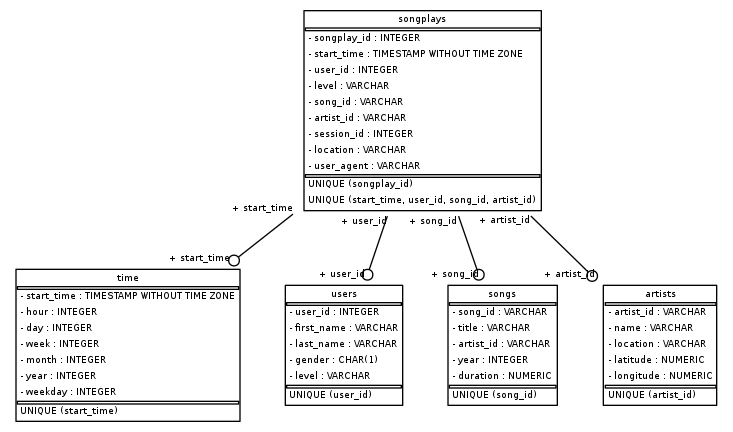 songplays
- songplay_id : INTEGER
- start_time : TIMESTAMP WITHOUT TIME ZONE
- user_id : INTEGER
- level : VARCHAR
- song_id : VARCHAR
- artist_id : VARCHAR
- session_id : INTEGER
- location : VARCHAR
- user_agent : VARCHAR
UNIQUE (songplay_id)
UNIQUE (start_time, user_id, song_id, artist_id)
+ start_time
+ user_id
+ song_id
+ artist_id
+ start_time
+ user_id
+ song_id
+ artist_id
time
- start_time : TIMESTAMP WITHOUT TIME ZONE
- hour : INTEGER
- day : INTEGER
- week : INTEGER
- month : INTEGER
- year : INTEGER
- weekday : INTEGER
UNIQUE (start_time)
users
- user_id : INTEGER
- first_name : VARCHAR
- last_name : VARCHAR
- gender : CHAR(1)
- level : VARCHAR
UNIQUE (user_id)
songs
- song_id : VARCHAR
- title : VARCHAR
- artist_id : VARCHAR
- year : INTEGER
- duration : NUMERIC
UNIQUE (song_id)
artists
- artist_id : VARCHAR
- name : VARCHAR
- location : VARCHAR
- latitude : NUMERIC
- longitude : NUMERIC
UNIQUE (artist_id)